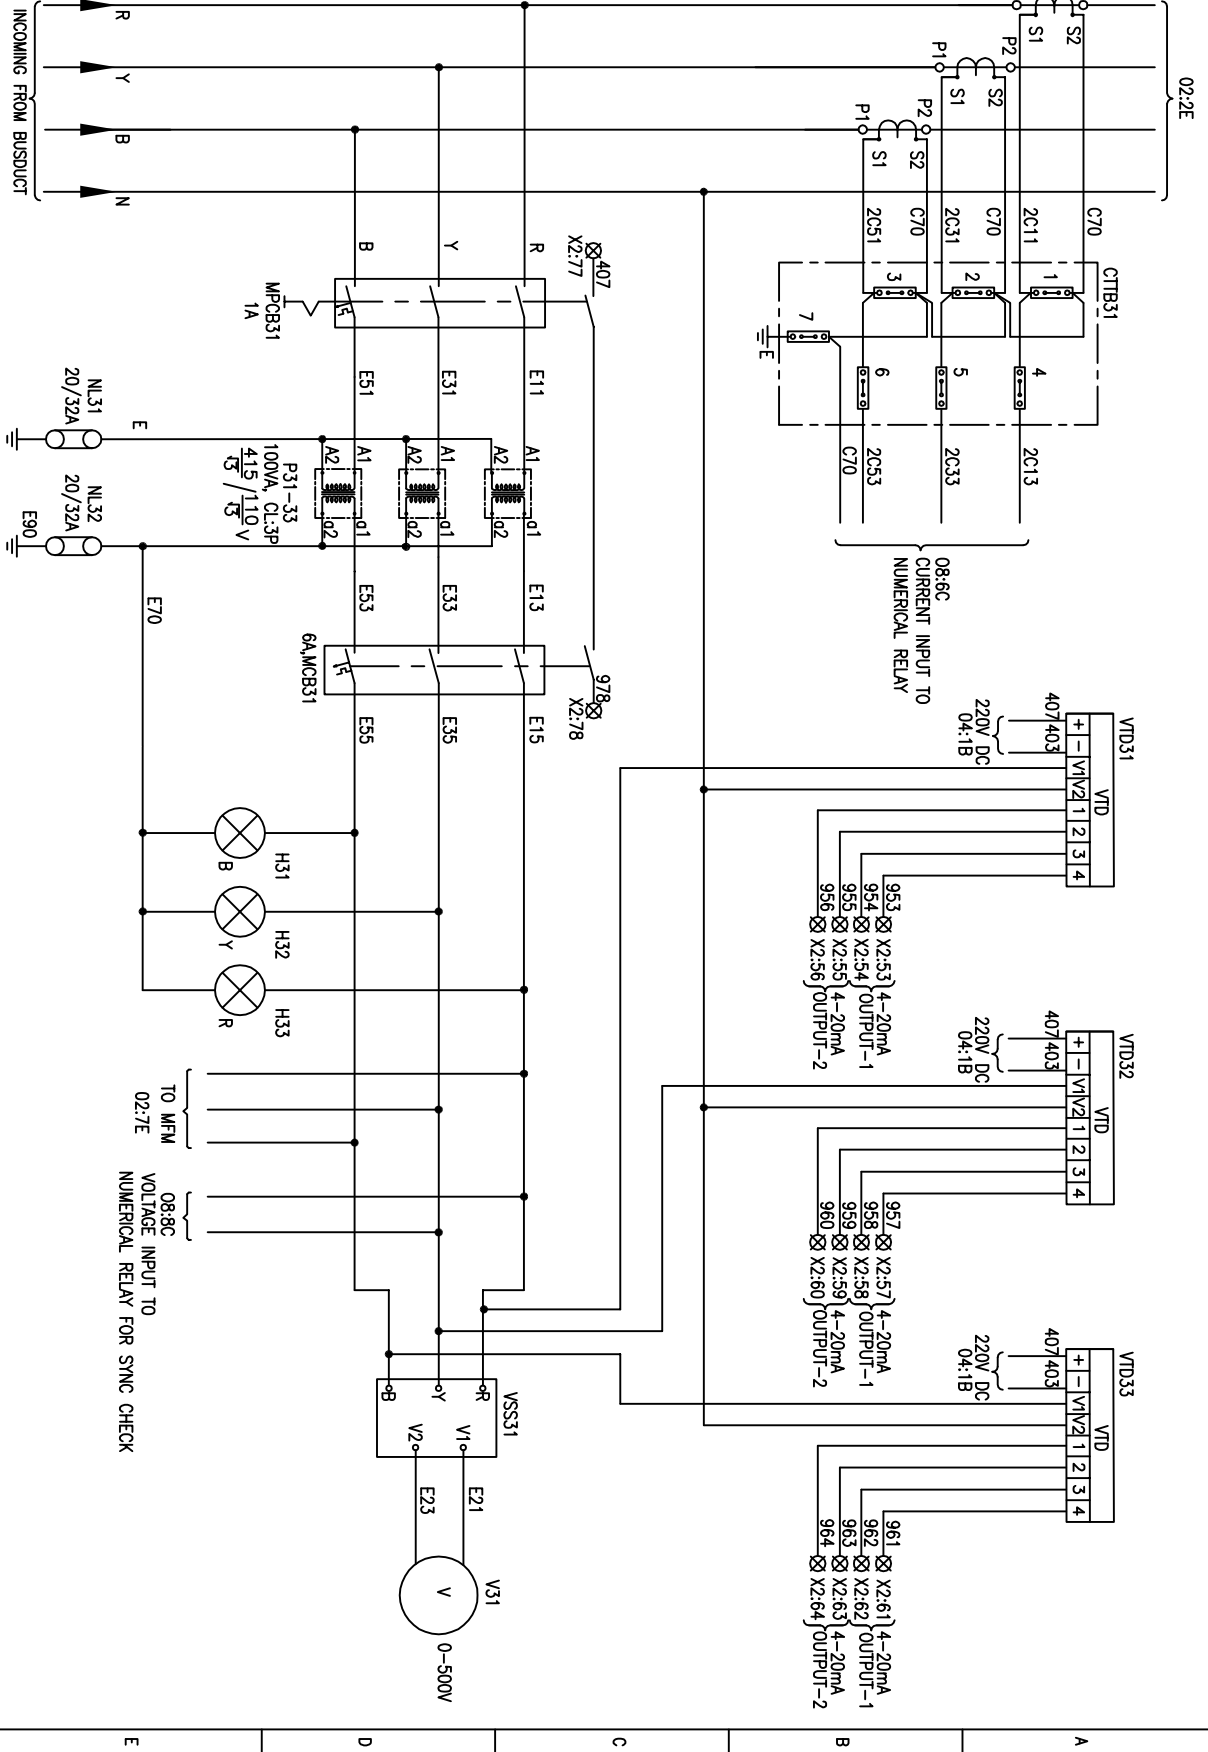 02:2E
INCOMING FROM BUSDUCT
R
Y
B
N
S1
S2
P1
P2
S1
S2
P1
P2
S1
S2
C70
2C11
C70
2C31
C70
2C51
CTTB31
1
2
3
4
5
6
7
E
2C13
2C33
2C53
C70
08:6C
CURRENT INPUT TO
NUMERICAL RELAY
407
X2:77
R
Y
B
MPCB31
1A
E11
E31
E51
NL31
20/32A
E
NL32
20/32A
E90
A1
A2
a1
a2
A1
A2
a1
a2
A1
A2
a1
a2
P31-33
100VA, CL:3P
415/√3 / 110/√3 V
E13
E33
E53
E70
6A,MCB31
978
X2:78
E15
E35
E55
H31
B
H32
Y
H33
R
TO MFM
02:7E
08:8C
VOLTAGE INPUT TO
NUMERICAL RELAY FOR SYNC CHECK
VSS31
R
Y
B
V1
V2
E21
E23
V31
V
0-500V
VTD31
VTD
+ - V1 V2 1 2 3 4
407 403
220V DC
04:1B
953 X2:53
954 X2:54
955 X2:55
956 X2:56
4-20mA
OUTPUT-1
4-20mA
OUTPUT-2
VTD32
VTD
+ - V1 V2 1 2 3 4
407 403
220V DC
04:1B
957 X2:57
958 X2:58
959 X2:59
960 X2:60
4-20mA
OUTPUT-1
4-20mA
OUTPUT-2
VTD33
VTD
+ - V1 V2 1 2 3 4
407 403
220V DC
04:1B
961 X2:61
962 X2:62
963 X2:63
964 X2:64
4-20mA
OUTPUT-1
4-20mA
OUTPUT-2
A
B
C
D
E